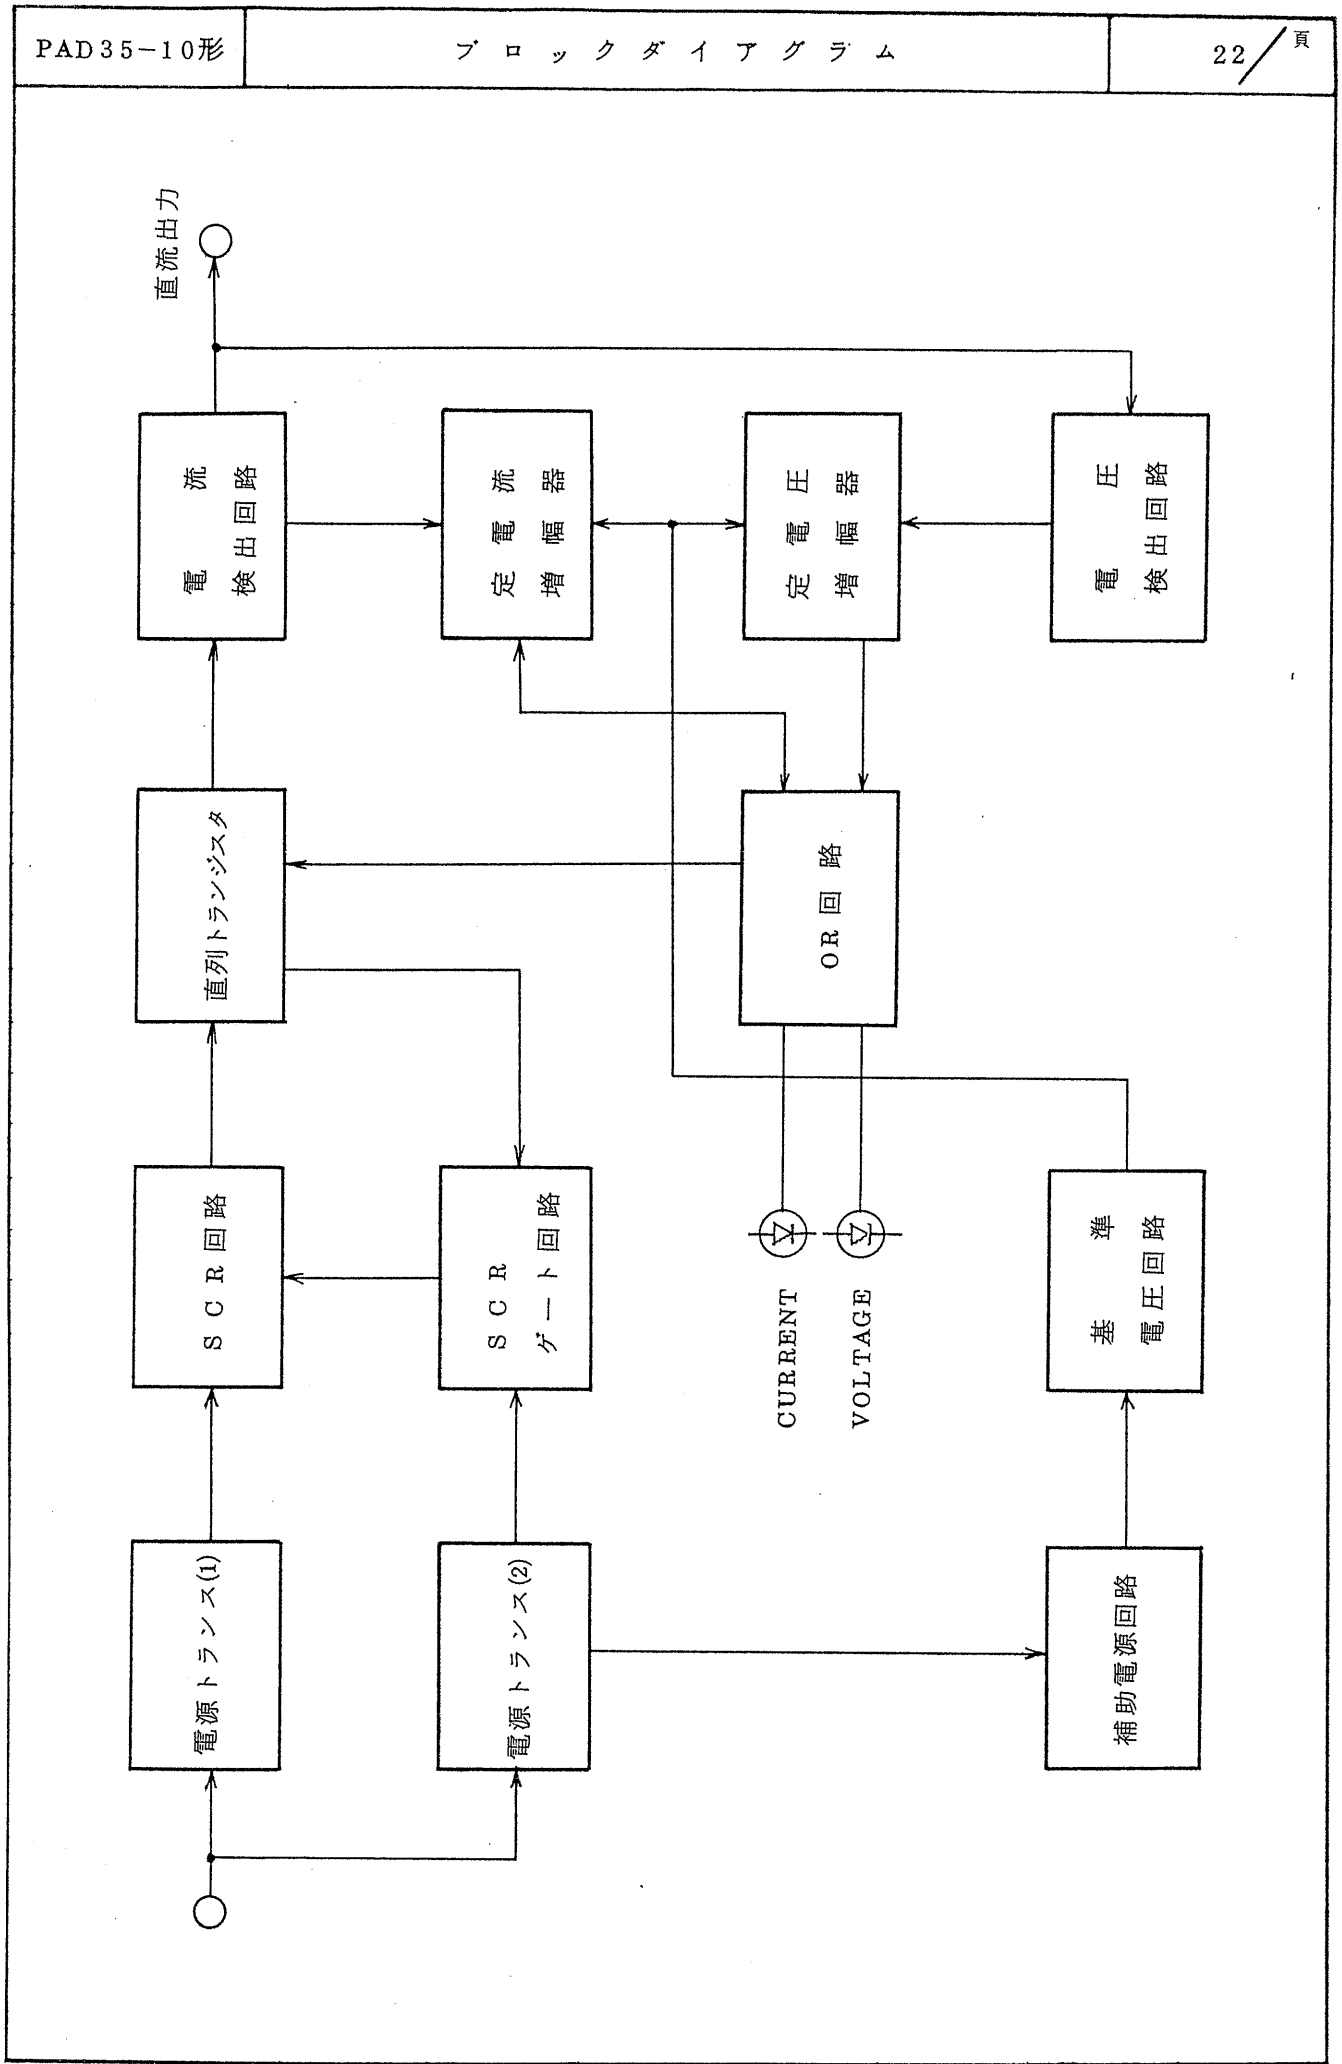 PAD35-10形
ブロックダイアグラム
22/頁
電源トランス(1)
SCR回路
直列トランジスタ
電流
検出回路
直流出力
電源トランス(2)
SCR
ゲート回路
定電流
増幅器
CURRENT
VOLTAGE
OR回路
定電圧
増幅器
補助電源回路
基準
電圧回路
電圧
検出回路